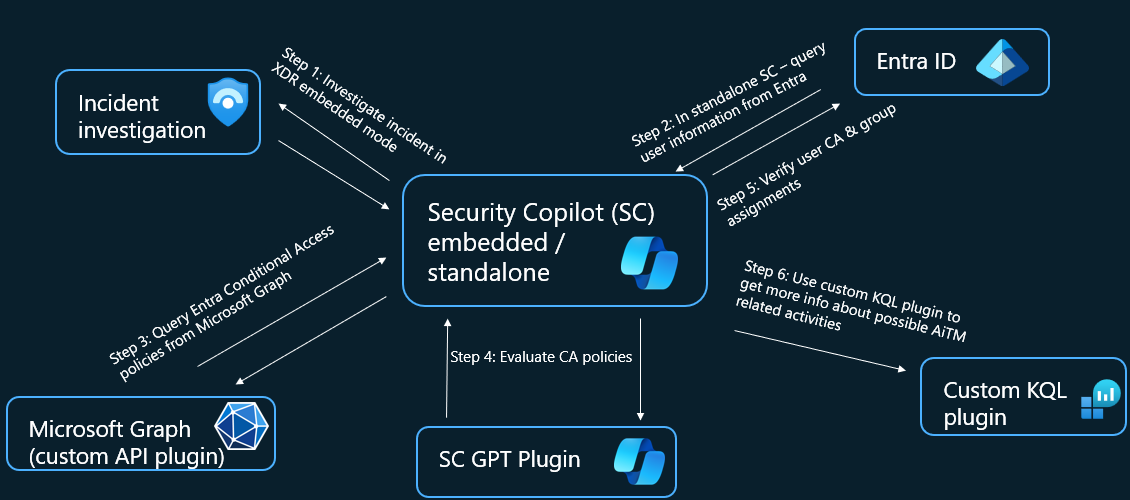 Step 1: Investigate incident in
XDR embedded mode
Incident
investigation
Step 2: In standalone SC – query
user information from Entra
Entra ID
Step 5: Verify user CA & group
assignments
Security Copilot (SC)
embedded /
standalone
Step 3: Query Entra Conditional Access
policies from Microsoft Graph
Step 6: Use custom KQL plugin to
get more info about possible AiTM
related activities
Step 4: Evaluate CA policies
Microsoft Graph
(custom API plugin)
SC GPT Plugin
Custom KQL
plugin